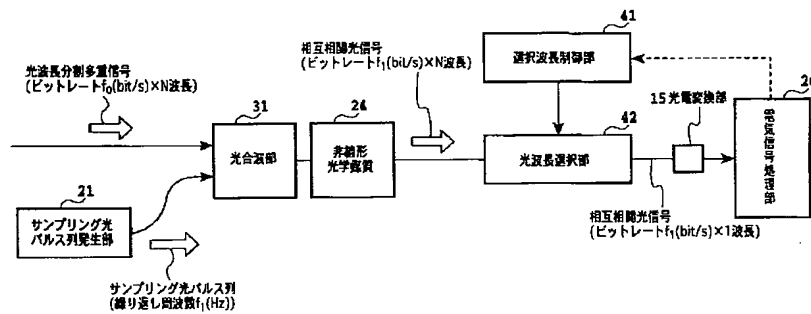 光波長分割多重信号
(ビットレートf₀(bit/s)×N波長)
31
光合波部
24
非線形
光学媒質
相互相関光信号
(ビットレートf₁(bit/s)×N波長)
41
選択波長制御部
42
光波長選択部
15光電変換部
電気信号処理部
相互相関光信号
(ビットレートf₁(bit/s)×1波長)
21
サンプリング光
パルス列発生部
サンプリング光パルス列
(繰り返し周波数f₁(Hz))